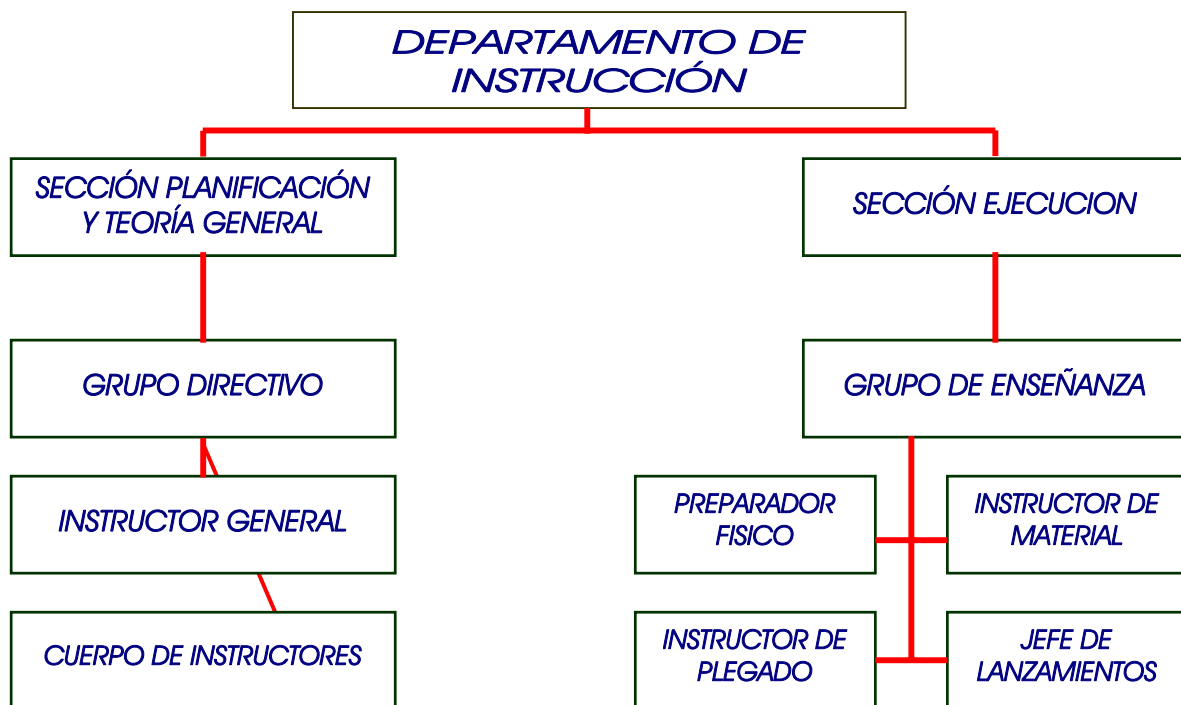 DEPARTAMENTO DE
INSTRUCCIÓN
SECCIÓN PLANIFICACIÓN
Y TEORÍA GENERAL
SECCIÓN EJECUCION
GRUPO DIRECTIVO
GRUPO DE ENSEÑANZA
INSTRUCTOR GENERAL
PREPARADOR
FISICO
INSTRUCTOR DE
MATERIAL
CUERPO DE INSTRUCTORES
INSTRUCTOR DE
PLEGADO
JEFE DE
LANZAMIENTOS